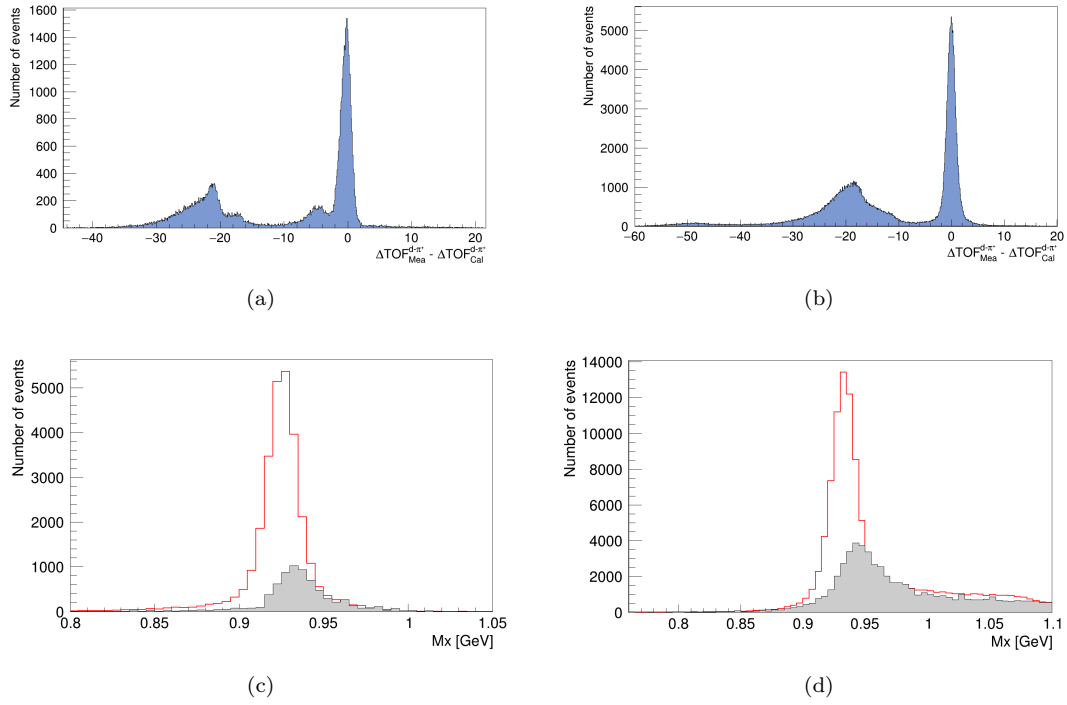 Number of events
1600
1400
1200
1000
800
600
400
200
0
−40 −30 −20 −10 0 10 20
ΔTOF^{d-π⁺}_{Mea} - ΔTOF^{d-π⁺}_{Cal}
(a)
Number of events
5000
4000
3000
2000
1000
0
−60 −50 −40 −30 −20 −10 0 10 20
ΔTOF^{d-π⁺}_{Mea} - ΔTOF^{d-π⁺}_{Cal}
(b)
Number of events
5000
4000
3000
2000
1000
0
0.8 0.85 0.9 0.95 1 1.05
Mx [GeV]
(c)
Number of events
14000
12000
10000
8000
6000
4000
2000
0
0.8 0.85 0.9 0.95 1 1.05 1.1
Mx [GeV]
(d)